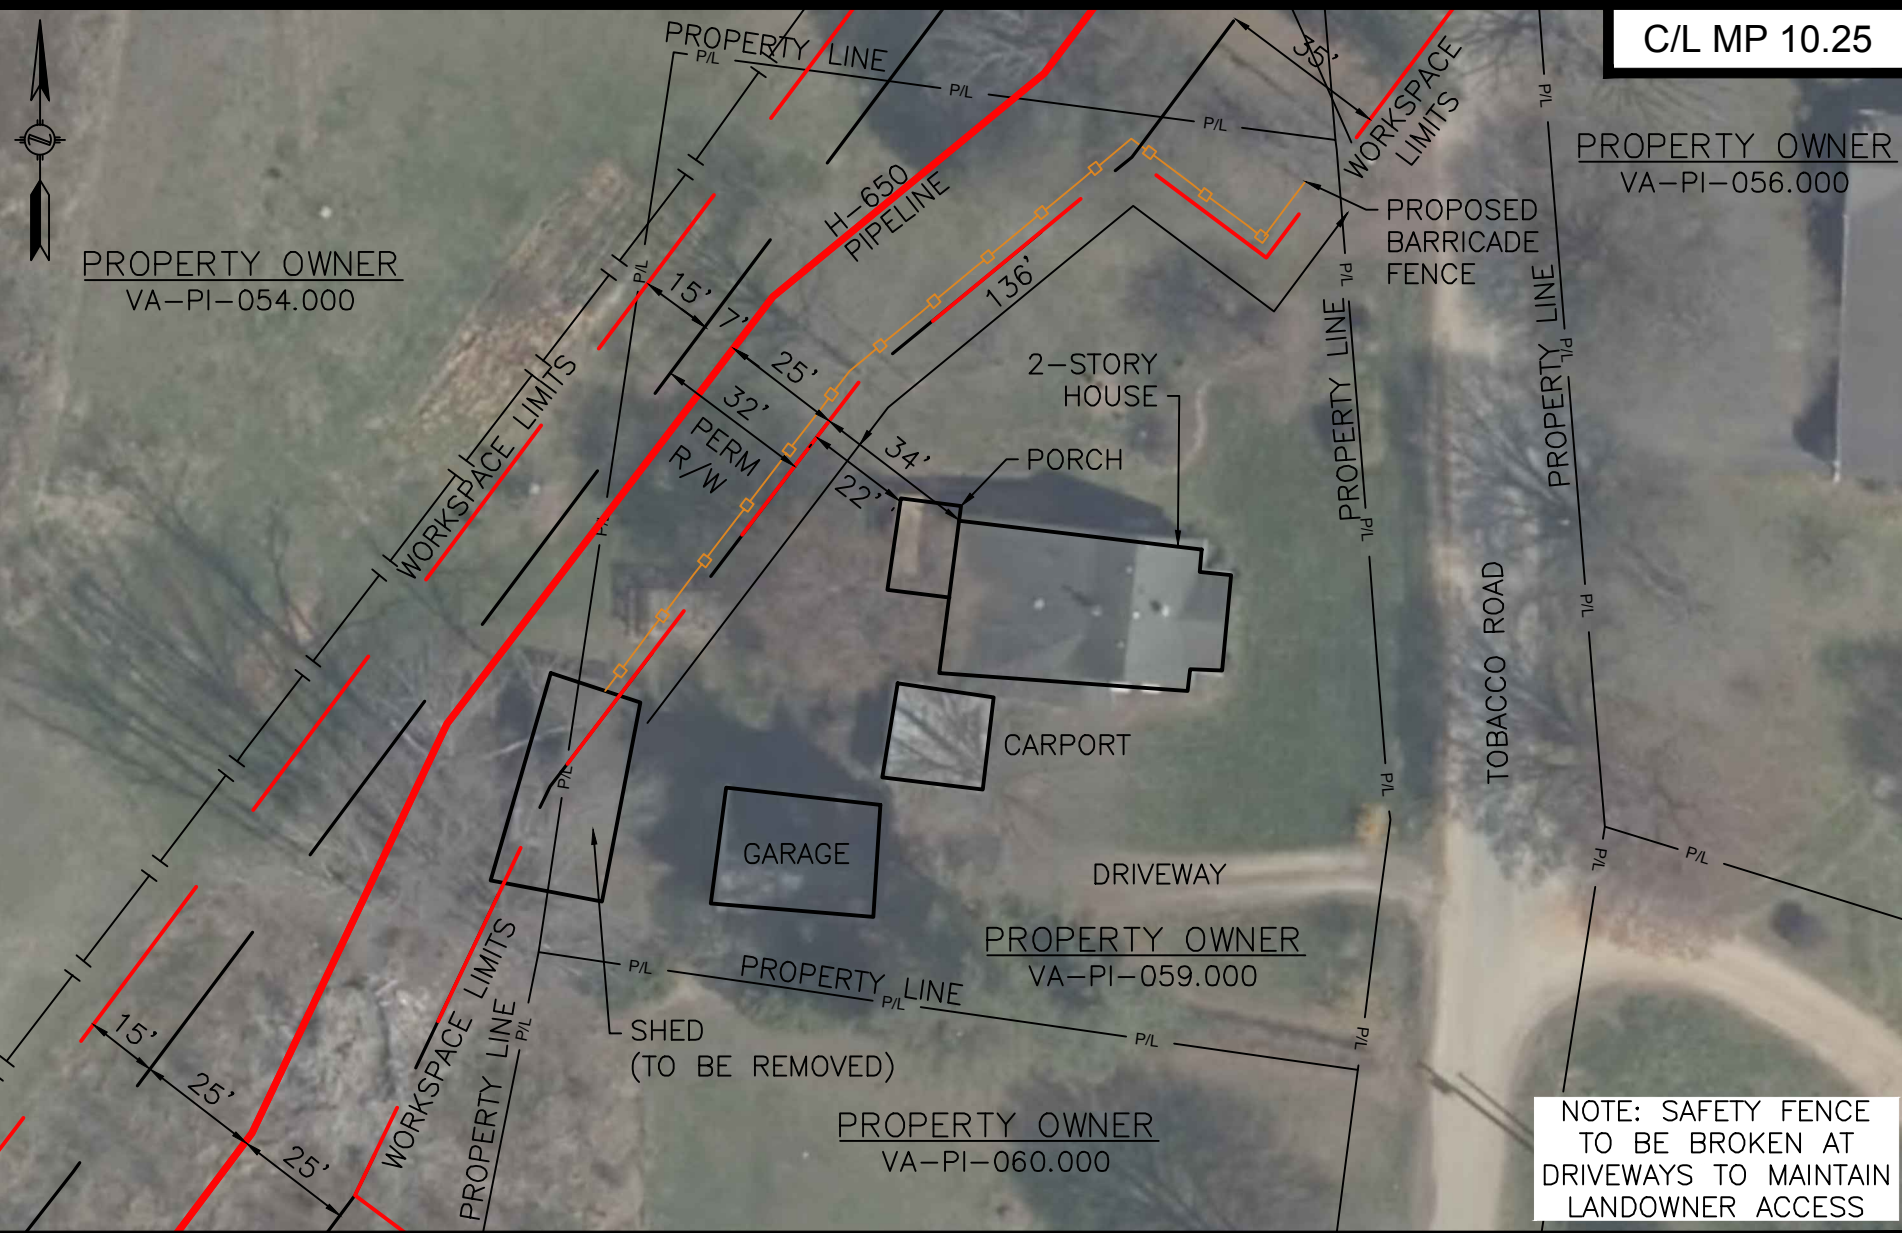 C/L MP 10.25
PROPERTY LINE
P/L
P/L
P/L
35'
WORKSPACE
LIMITS
P/L
PROPERTY OWNER
VA-PI-056.000
H-650
PIPELINE
PROPOSED
BARRICADE
FENCE
PROPERTY OWNER
VA-PI-054.000
P/L
15'
7'
136'
P/L
PROPERTY LINE
PROPERTY LINE
P/L
25'
32'
PERM
R/W
34'
22'
2-STORY
HOUSE
PORCH
WORKSPACE LIMITS
P/L
P/L
P/L
TOBACCO ROAD
P/L
CARPORT
P/L
GARAGE
DRIVEWAY
P/L
P/L
PROPERTY OWNER
VA-PI-059.000
P/L
PROPERTY LINE
P/L
P/L
P/L
WORKSPACE LIMITS
PROPERTY LINE
P/L
SHED
(TO BE REMOVED)
15'
25'
25'
PROPERTY OWNER
VA-PI-060.000
NOTE: SAFETY FENCE
TO BE BROKEN AT
DRIVEWAYS TO MAINTAIN
LANDOWNER ACCESS